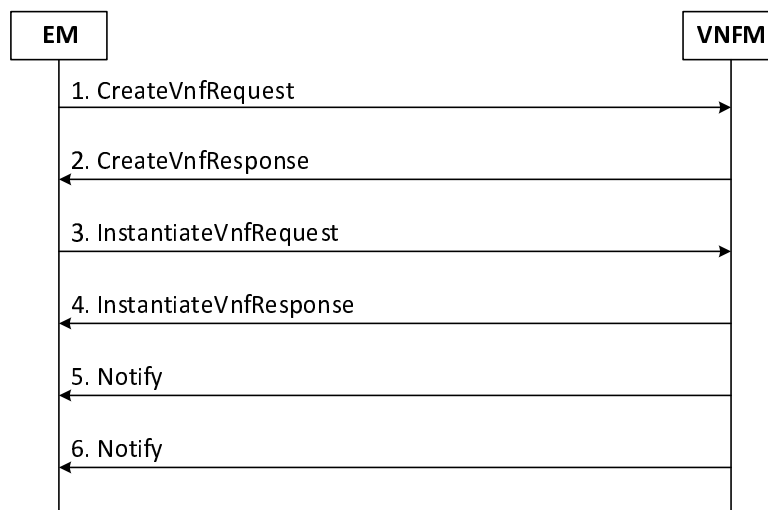 EM
VNFM
1. CreateVnfRequest
2. CreateVnfResponse
3. InstantiateVnfRequest
4. InstantiateVnfResponse
5. Notify
6. Notify